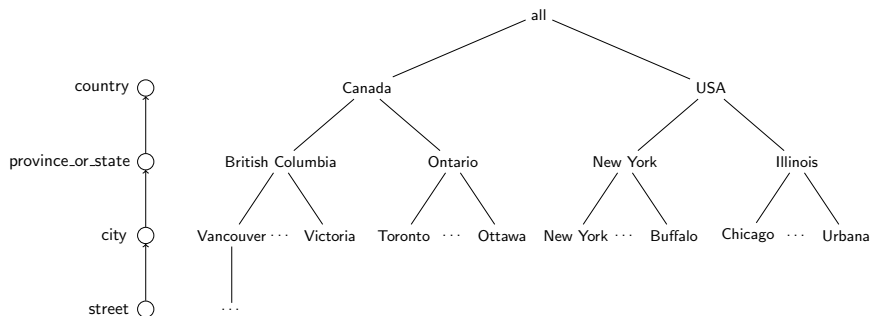 all
country Canada USA
province_or_state British Columbia Ontario New York Illinois
city Vancouver ... Victoria Toronto ... Ottawa New York ... Buffalo Chicago ... Urbana
street ...